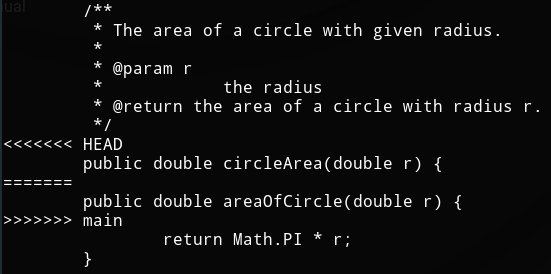 ual
/**
* The area of a circle with given radius.
*
* @param r
* the radius
* @return the area of a circle with radius r.
*/
<<<<<<< HEAD
public double circleArea(double r) {
=======
public double areaOfCircle(double r) {
>>>>>>> main
return Math.PI * r;
}